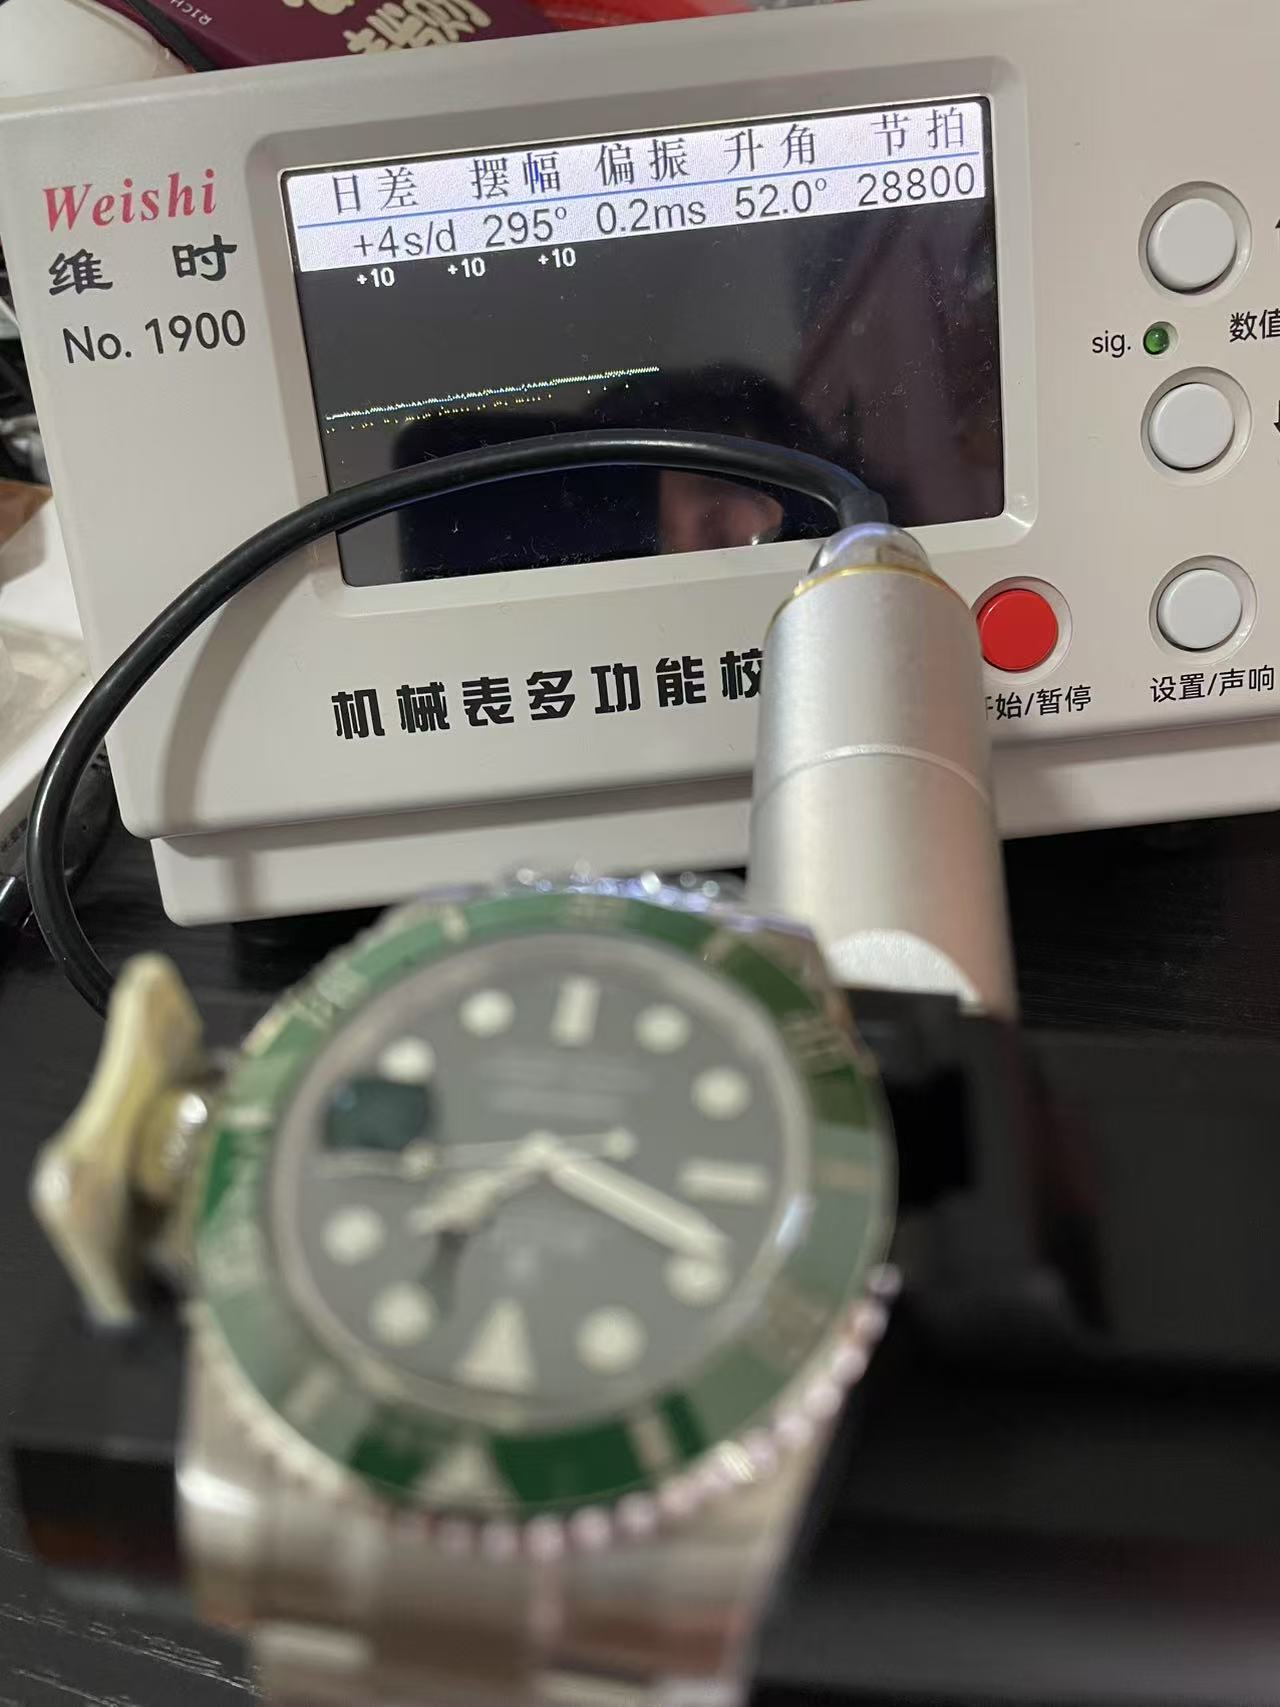 RICH
Weishi
维时
No. 1900
日差 摆幅 偏振 升角 节拍
+4s/d 295° 0.2ms 52.0° 28800
+10 +10 +10
sig.
数值
机械表多功能校
始/暂停
设置/声响